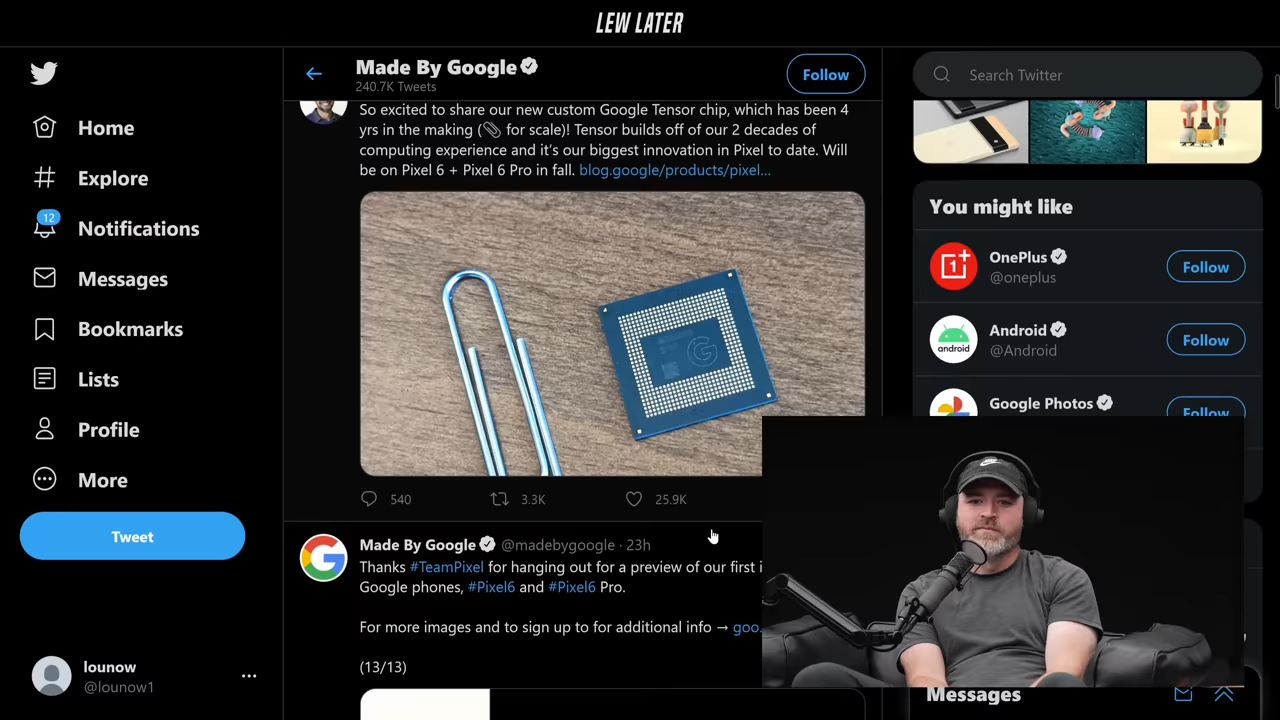 LEW LATER
Home
Explore
12
Notifications
Messages
Bookmarks
Lists
Profile
More
Tweet
lounow
@lounow1
Made By Google
240.7K Tweets
Follow
So excited to share our new custom Google Tensor chip, which has been 4
yrs in the making (📎 for scale)! Tensor builds off of our 2 decades of
computing experience and it's our biggest innovation in Pixel to date. Will
be on Pixel 6 + Pixel 6 Pro in fall. blog.google/products/pixel...
G
540
3.3K
25.9K
Made By Google @madebygoogle · 23h
Thanks #TeamPixel for hanging out for a preview of our first
Google phones, #Pixel6 and #Pixel6 Pro.
For more images and to sign up to for additional info → goo.
(13/13)
Search Twitter
You might like
OnePlus
@oneplus
Follow
Android
@Android
android
Follow
Google Photos
Follow
Messages